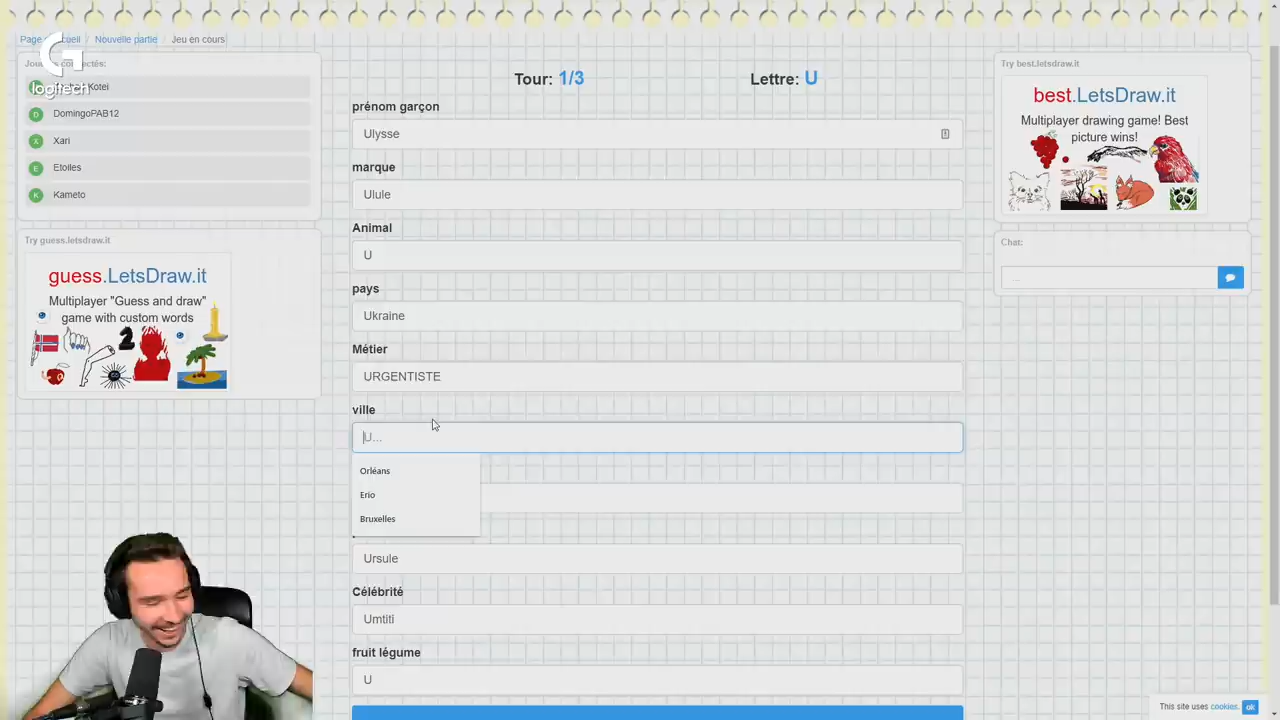 Page d'accueil
Nouvelle partie
Jeu en cours
logitech
Kotei
DomingoPAB12
Xari
Etoiles
Kameto
D
X
E
K
Try guess.letsdraw.it
guess.LetsDraw.it
Multiplayer "Guess and draw"
game with custom words
Tour: 1/3
Lettre: U
prénom garçon
Ulysse
marque
Ulule
Animal
U
pays
Ukraine
Métier
URGENTISTE
ville
U...
Orléans
Erio
Bruxelles
Ursule
Célébrité
Umtiti
fruit légume
U
Try best.letsdraw.it
best.LetsDraw.it
Multiplayer drawing game! Best
picture wins!
Chat:
...
This site uses cookies. ok